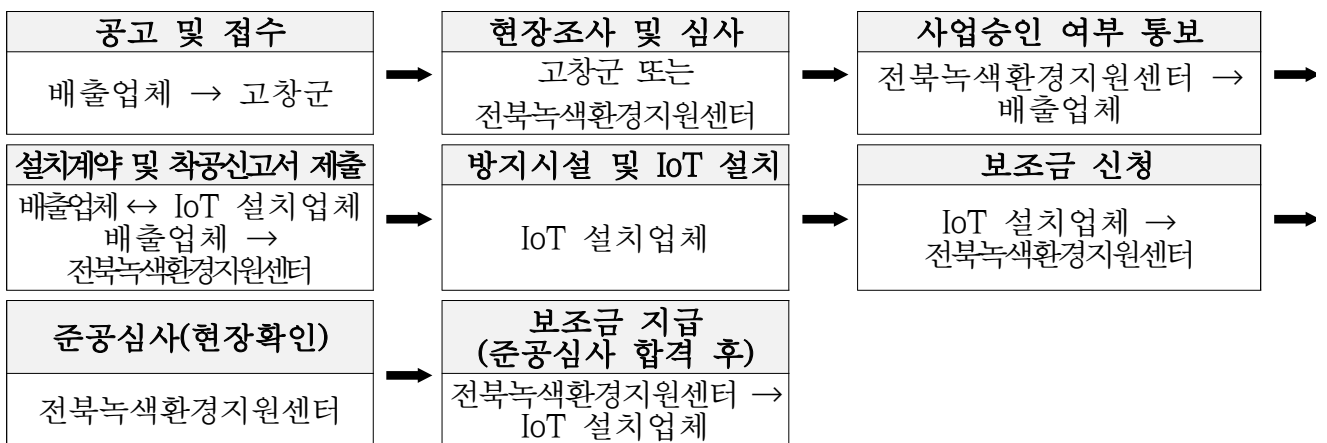 공고 및 접수
배출업체 → 고창군
현장조사 및 심사
고창군 또는
전북녹색환경지원센터
사업승인 여부 통보
전북녹색환경지원센터 →
배출업체
설치계약 및 착공신고서 제출
배출업체 ↔ IoT 설치업체
배출업체 →
전북녹색환경지원센터
방지시설 및 IoT 설치
IoT 설치업체
보조금 신청
IoT 설치업체 →
전북녹색환경지원센터
준공심사(현장확인)
전북녹색환경지원센터
보조금 지급
(준공심사 합격 후)
전북녹색환경지원센터 →
IoT 설치업체